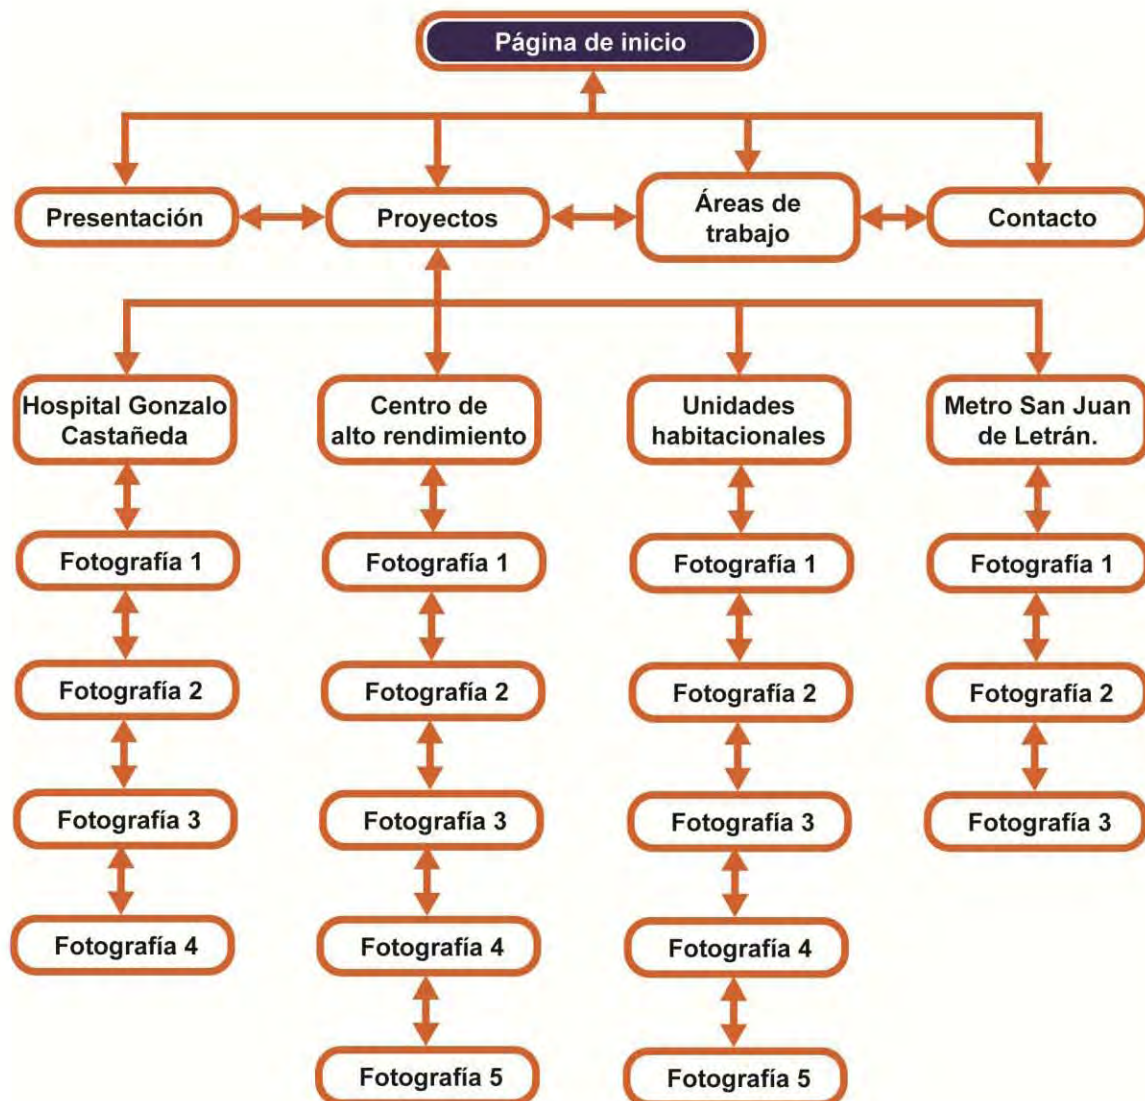 Página de inicio
Presentación
Proyectos
Áreas de
trabajo
Contacto
Hospital Gonzalo
Castañeda
Centro de
alto rendimiento
Unidades
habitacionales
Metro San Juan
de Letrán.
Fotografía 1
Fotografía 1
Fotografía 1
Fotografía 1
Fotografía 2
Fotografía 2
Fotografía 2
Fotografía 2
Fotografía 3
Fotografía 3
Fotografía 3
Fotografía 3
Fotografía 4
Fotografía 4
Fotografía 4
Fotografía 5
Fotografía 5